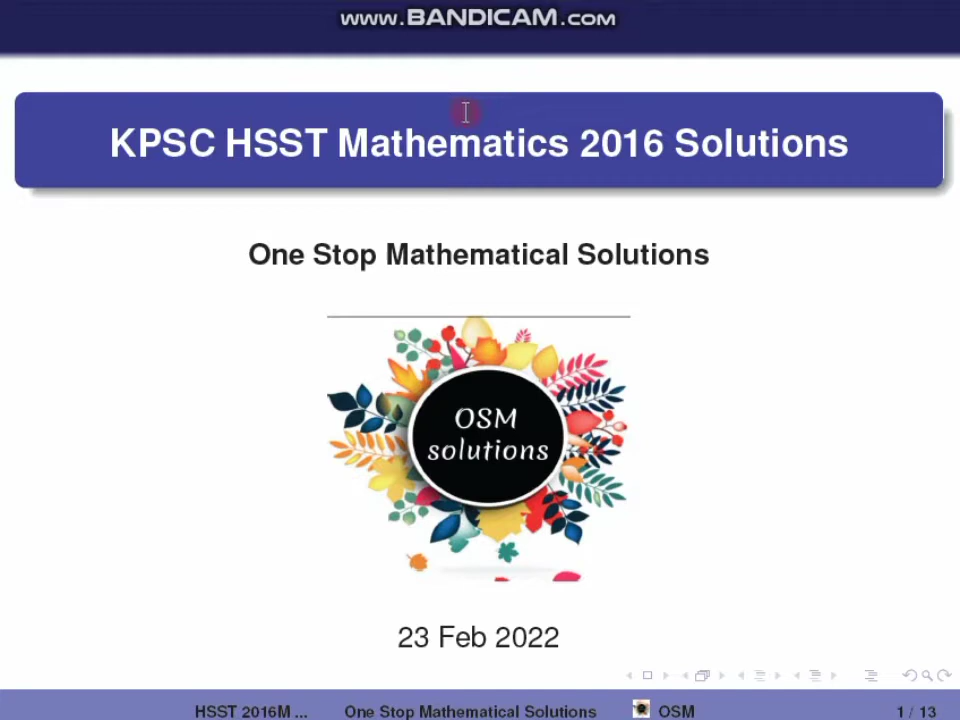 www.BANDICAM.com
KPSC HSST Mathematics 2016 Solutions
One Stop Mathematical Solutions
OSM
solutions
23 Feb 2022
HSST 2016M ... One Stop Mathematical Solutions OSM 1 / 13